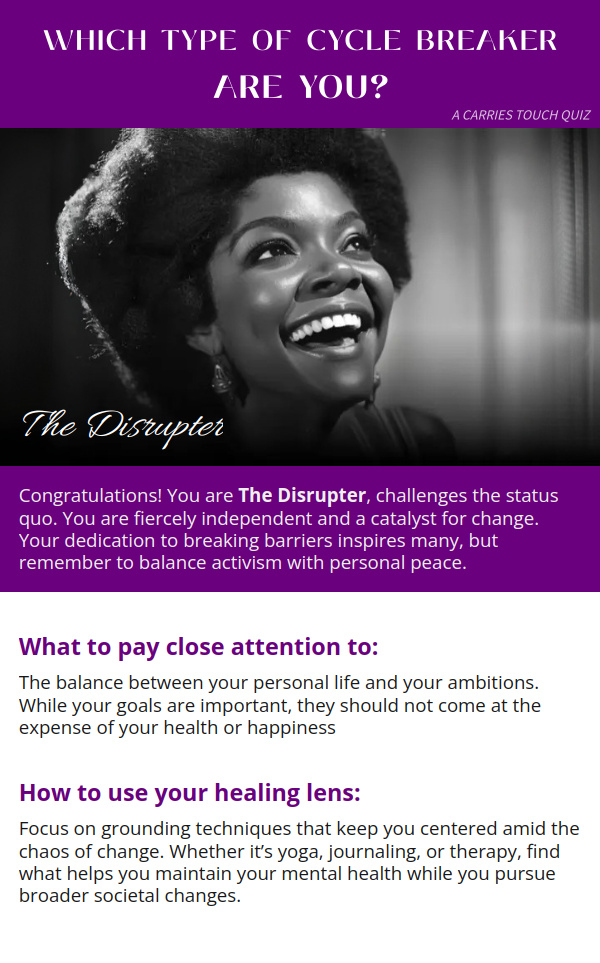 WHICH TYPE OF CYCLE BREAKER
ARE YOU?
A CARRIES TOUCH QUIZ
The Disrupter
Congratulations! You are The Disrupter, challenges the status
quo. You are fiercely independent and a catalyst for change.
Your dedication to breaking barriers inspires many, but
remember to balance activism with personal peace.
What to pay close attention to:
The balance between your personal life and your ambitions.
While your goals are important, they should not come at the
expense of your health or happiness
How to use your healing lens:
Focus on grounding techniques that keep you centered amid the
chaos of change. Whether it’s yoga, journaling, or therapy, find
what helps you maintain your mental health while you pursue
broader societal changes.